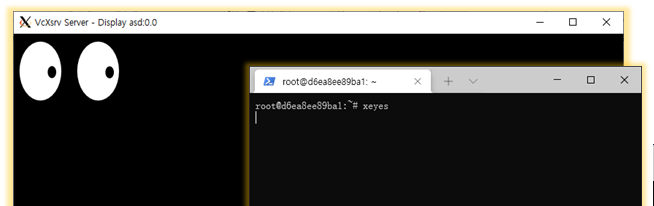 VcXsrv Server - Display asd:0.0
root@d6ea8ee89ba1: ~
root@d6ea8ee89ba1:~# xeyes